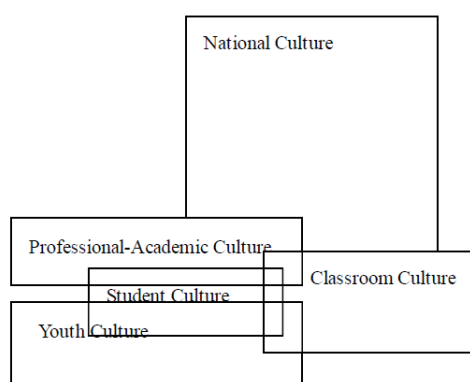 National Culture
Professional-Academic Culture
Classroom Culture
Student Culture
Youth Culture